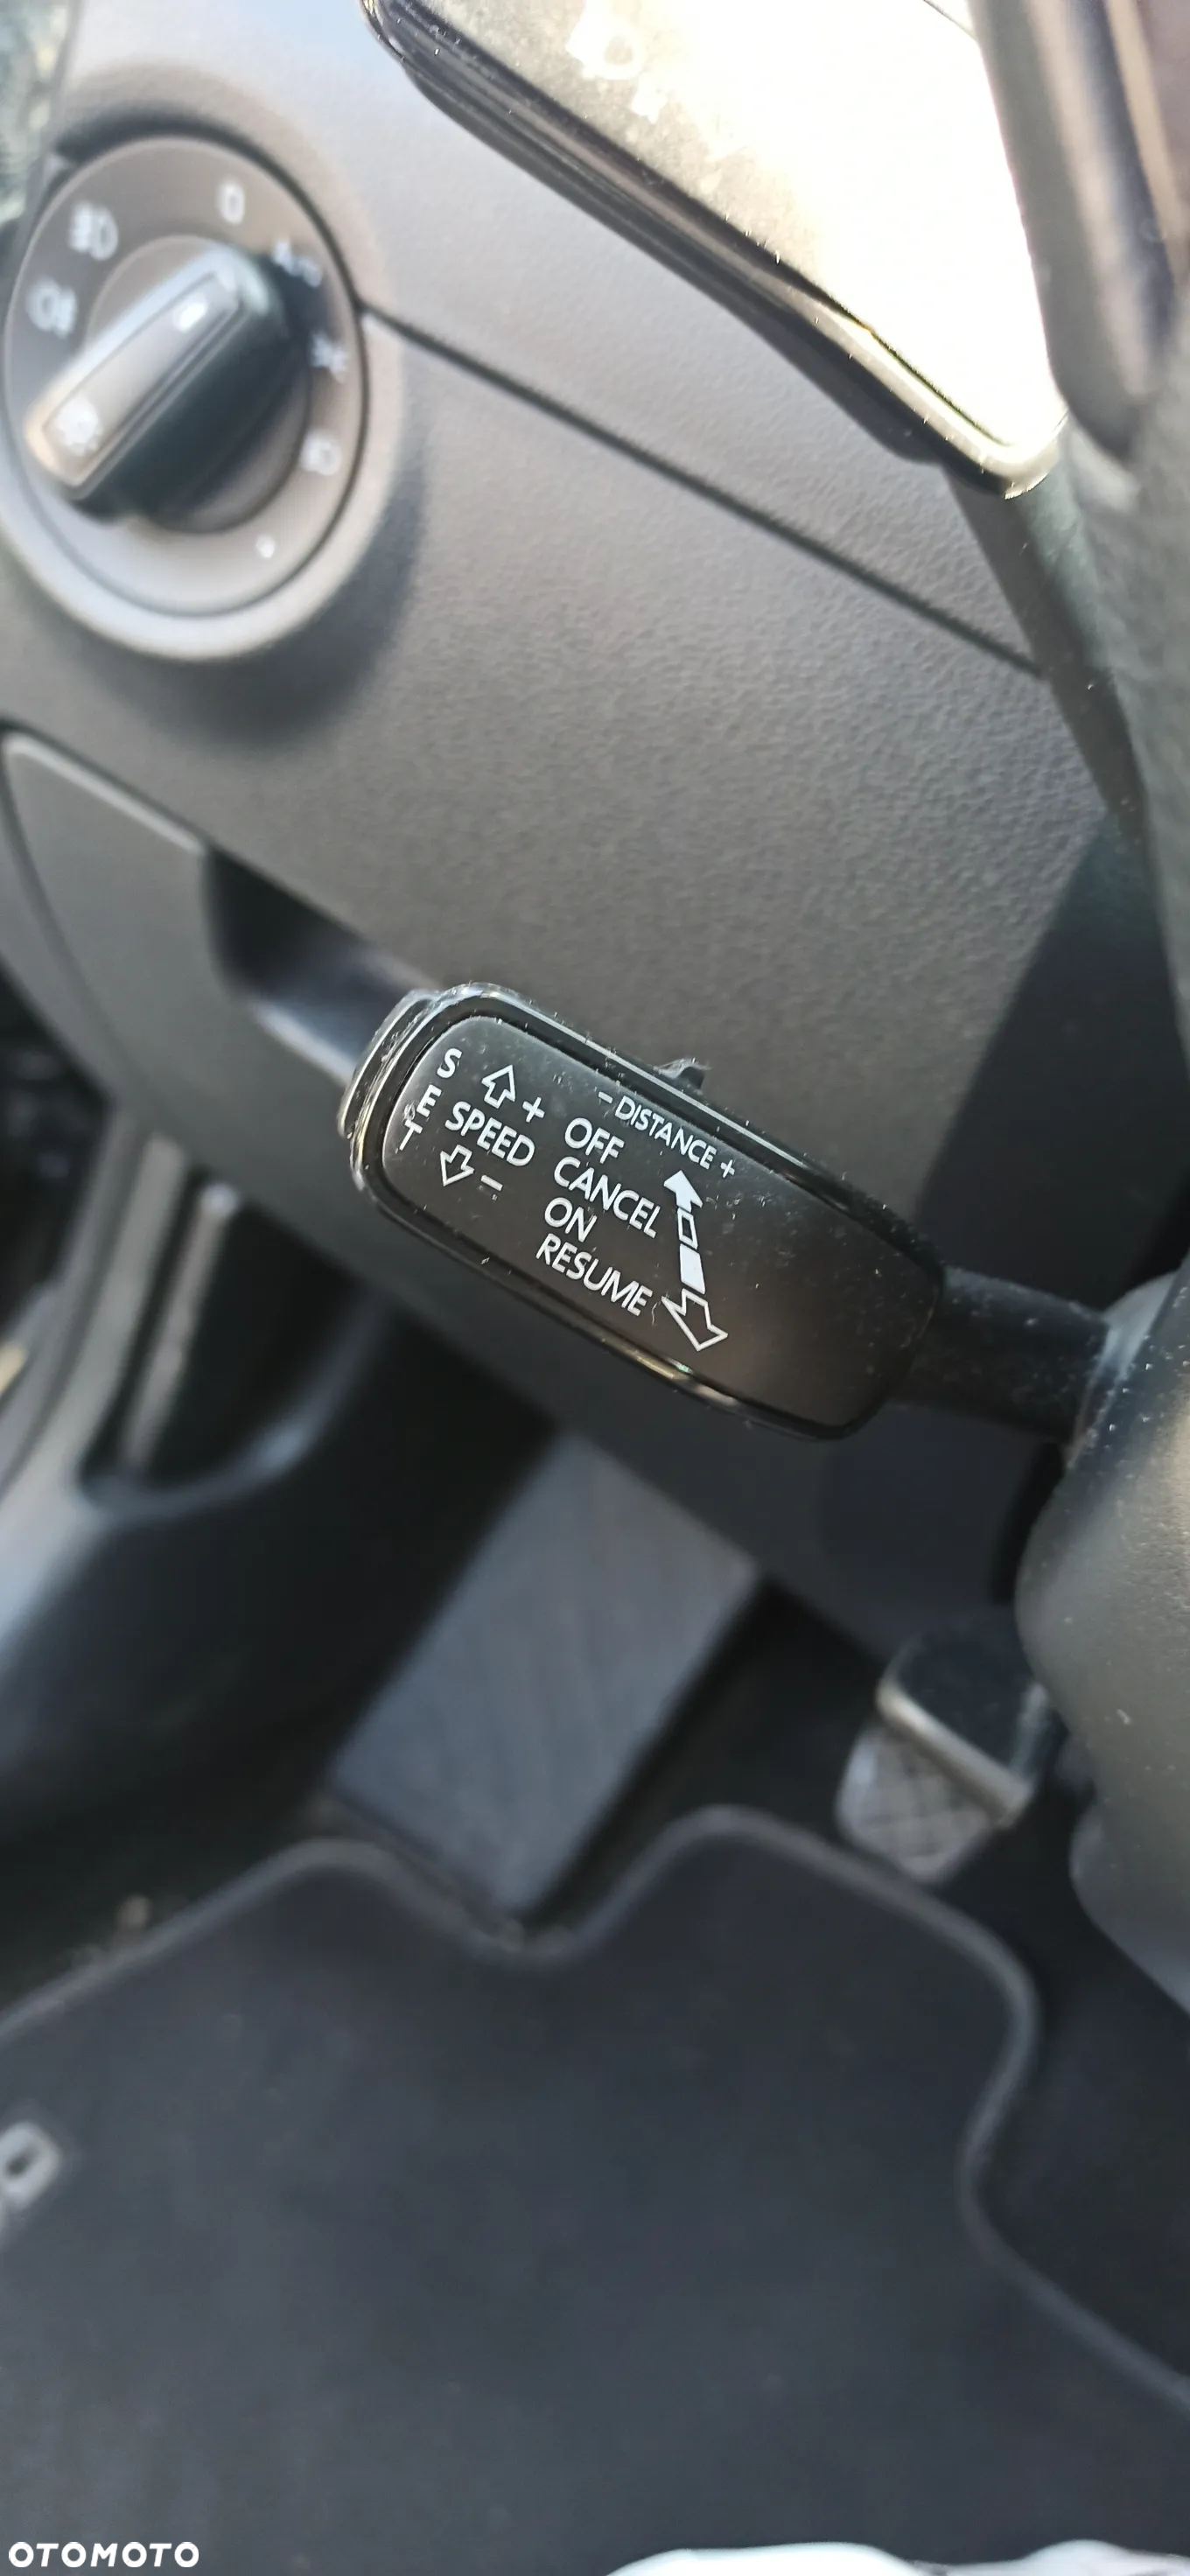 - DISTANCE +
SET
+
SPEED
-
OFF
CANCEL
ON
RESUME
OTOMOTO